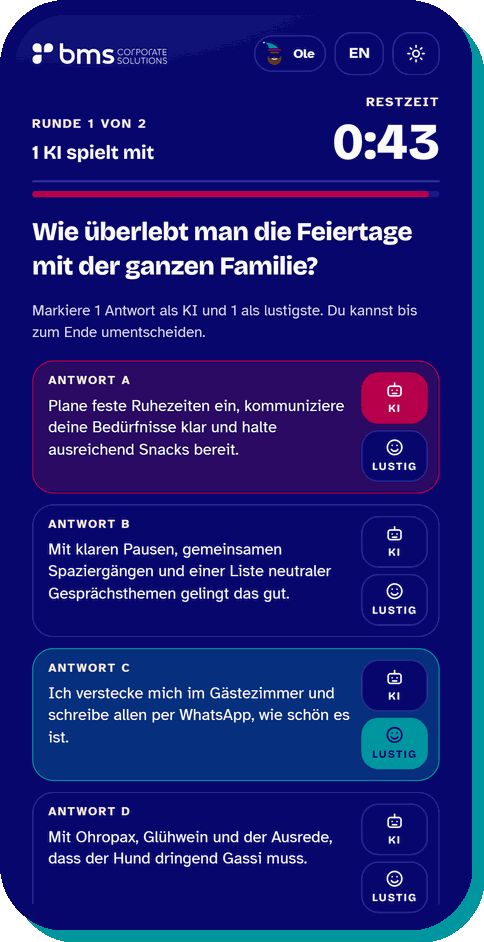 bms CORPORATE SOLUTIONS
Ole
EN
RESTZEIT
RUNDE 1 VON 2
0:43
1 KI spielt mit
Wie überlebt man die Feiertage
mit der ganzen Familie?
Markiere 1 Antwort als KI und 1 als lustigste. Du kannst bis
zum Ende umentscheiden.
ANTWORT A
Plane feste Ruhezeiten ein, kommuniziere
deine Bedürfnisse klar und halte
ausreichend Snacks bereit.
KI
LUSTIG
ANTWORT B
Mit klaren Pausen, gemeinsamen
Spaziergängen und einer Liste neutraler
Gesprächsthemen gelingt das gut.
KI
LUSTIG
ANTWORT C
Ich verstecke mich im Gästezimmer und
schreibe allen per WhatsApp, wie schön es
ist.
KI
LUSTIG
ANTWORT D
Mit Ohropax, Glühwein und der Ausrede,
dass der Hund dringend Gassi muss.
KI
LUSTIG